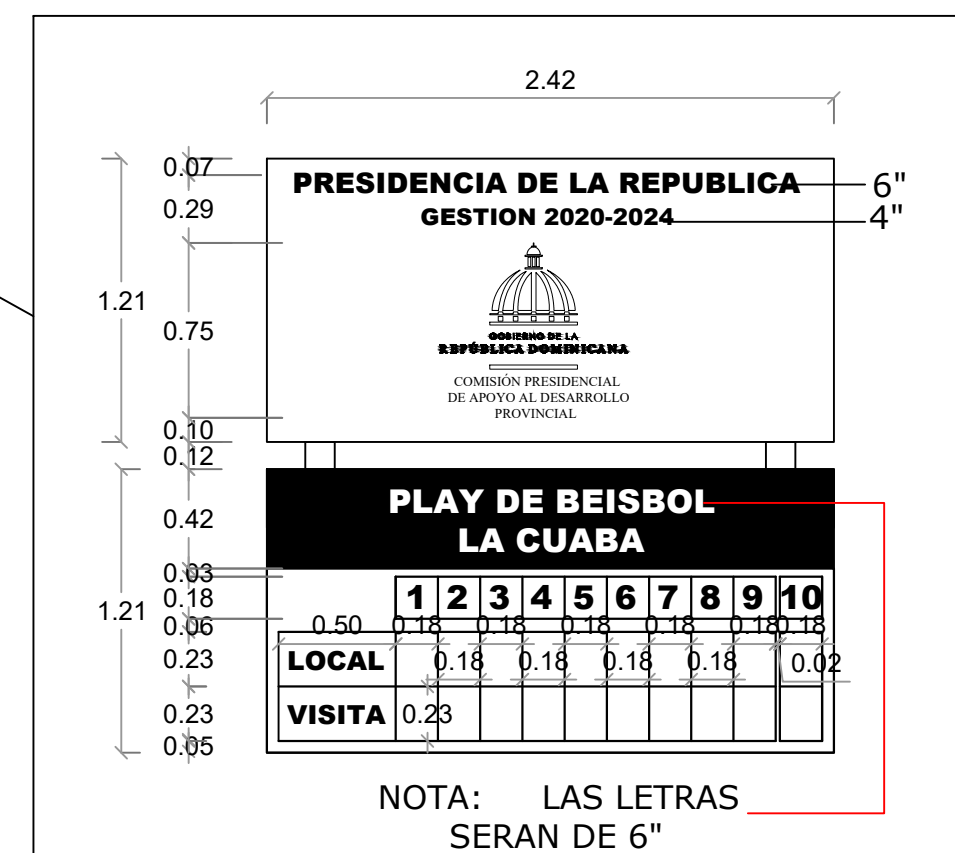 2.42
0.07
PRESIDENCIA DE LA REPUBLICA 6"
0.29
GESTION 2020-2024 4"
1.21
0.75
GOBIERNO DE LA
REPÚBLICA DOMINICANA
COMISIÓN PRESIDENCIAL
DE APOYO AL DESARROLLO
PROVINCIAL
0.10
0.12
PLAY DE BEISBOL
0.42
LA CUABA
0.03
1.21 0.18 1 2 3 4 5 6 7 8 9 10
0.06 0.50 0.18 0.18 0.18 0.18 0.18 0.18
0.23 LOCAL 0.18 0.18 0.18 0.18 0.02
0.23 VISITA 0.23
0.05
NOTA: LAS LETRAS
SERAN DE 6"